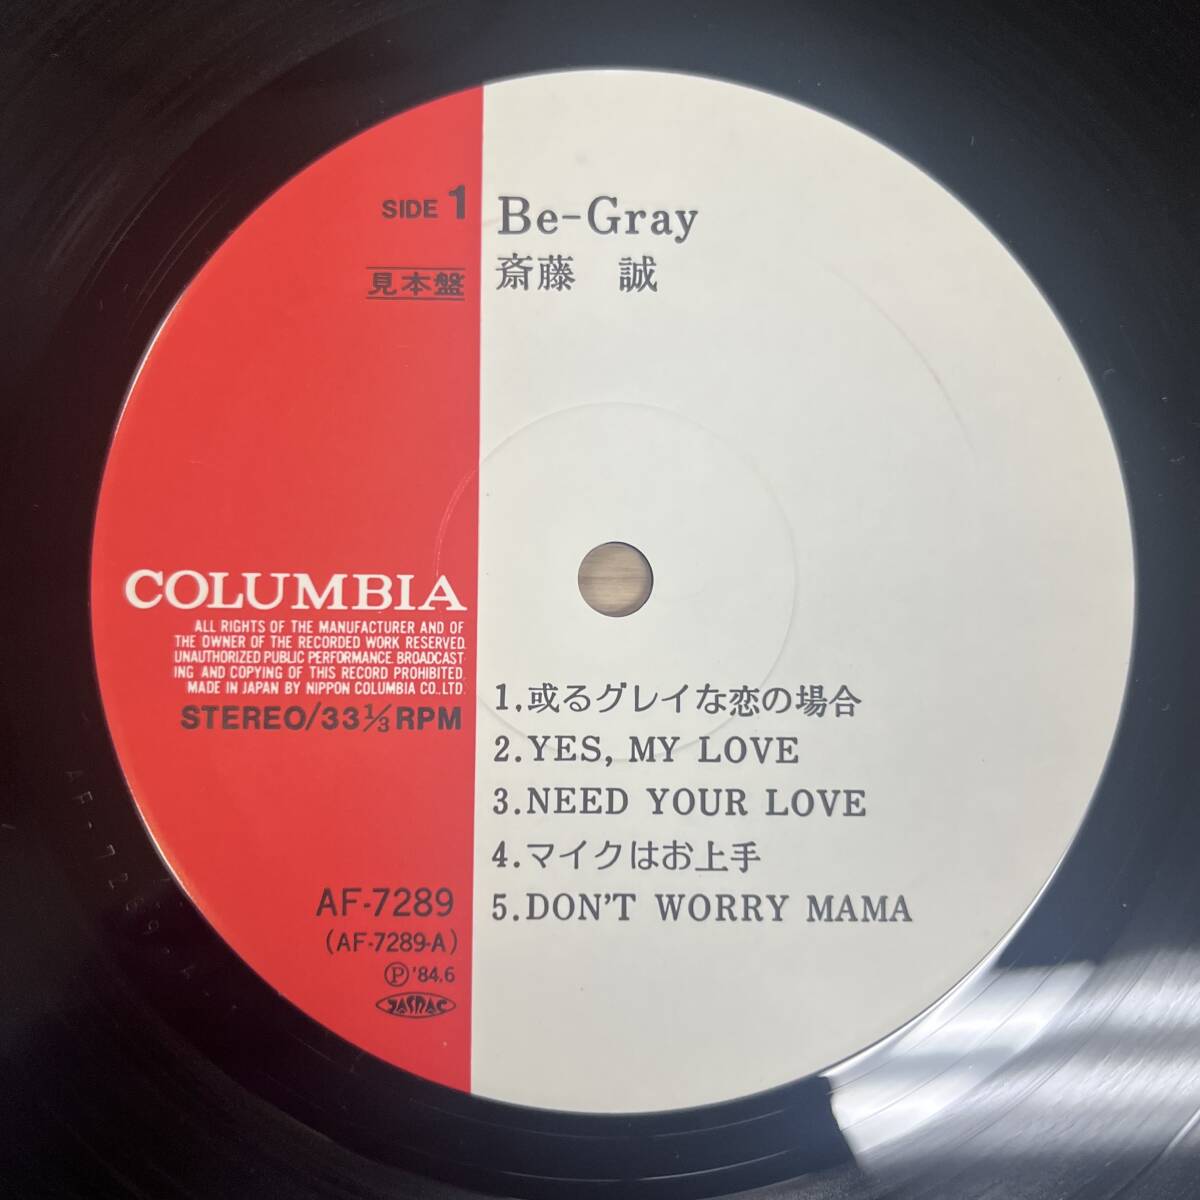 SIDE 1
見本盤
Be-Gray
斎藤 誠
COLUMBIA
ALL RIGHTS OF THE MANUFACTURER AND OF
THE OWNER OF THE RECORDED WORK RESERVED.
UNAUTHORIZED PUBLIC PERFORMANCE. BROADCAST
ING AND COPYING OF THIS RECORD PROHIBITED.
MADE IN JAPAN BY NIPPON COLUMBIA CO.,LTD.
STEREO/33 1/3 RPM
AF-7289
(AF-7289-A)
Ⓟ'84.6
JASRAC
1.或るグレイな恋の場合
2.YES, MY LOVE
3.NEED YOUR LOVE
4.マイクはお上手
5.DON'T WORRY MAMA